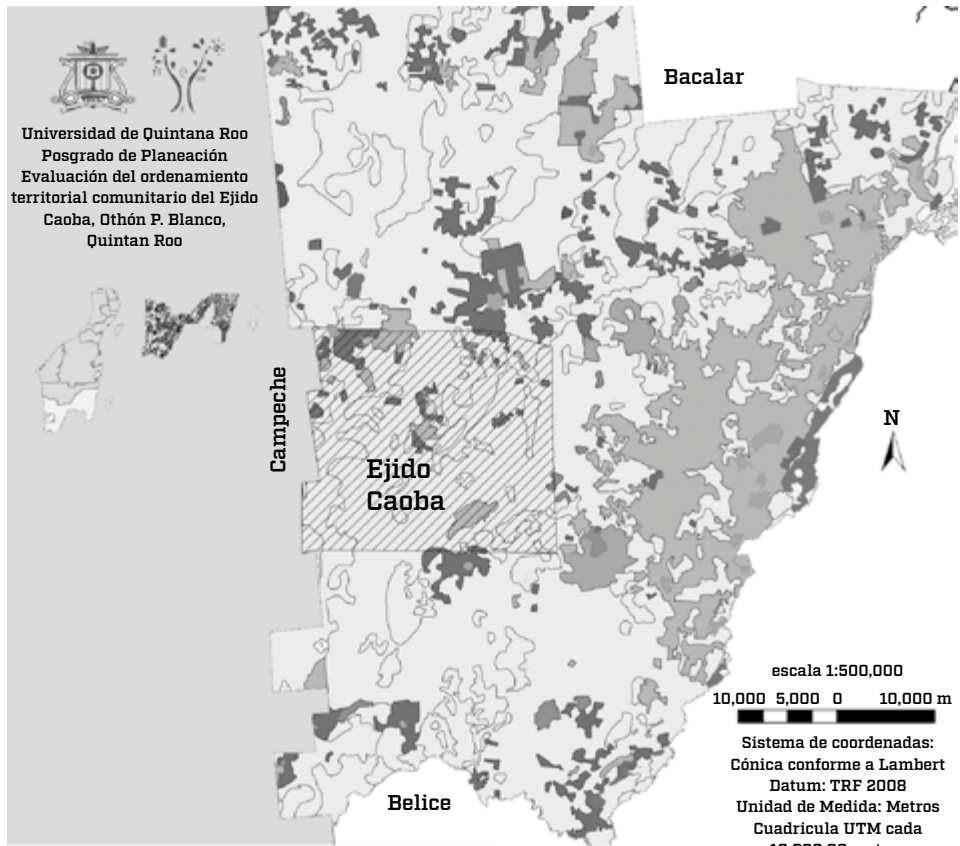 Universidad de Quintana Roo
Posgrado de Planeación
Evaluación del ordenamiento
territorial comunitario del Ejido
Caoba, Othón P. Blanco,
Quintan Roo
Bacalar
Campeche
Ejido
Caoba
N
Belice
escala 1:500,000
10,000 5,000 0 10,000 m
Sistema de coordenadas:
Cónica conforme a Lambert
Datum: TRF 2008
Unidad de Medida: Metros
Cuadricula UTM cada